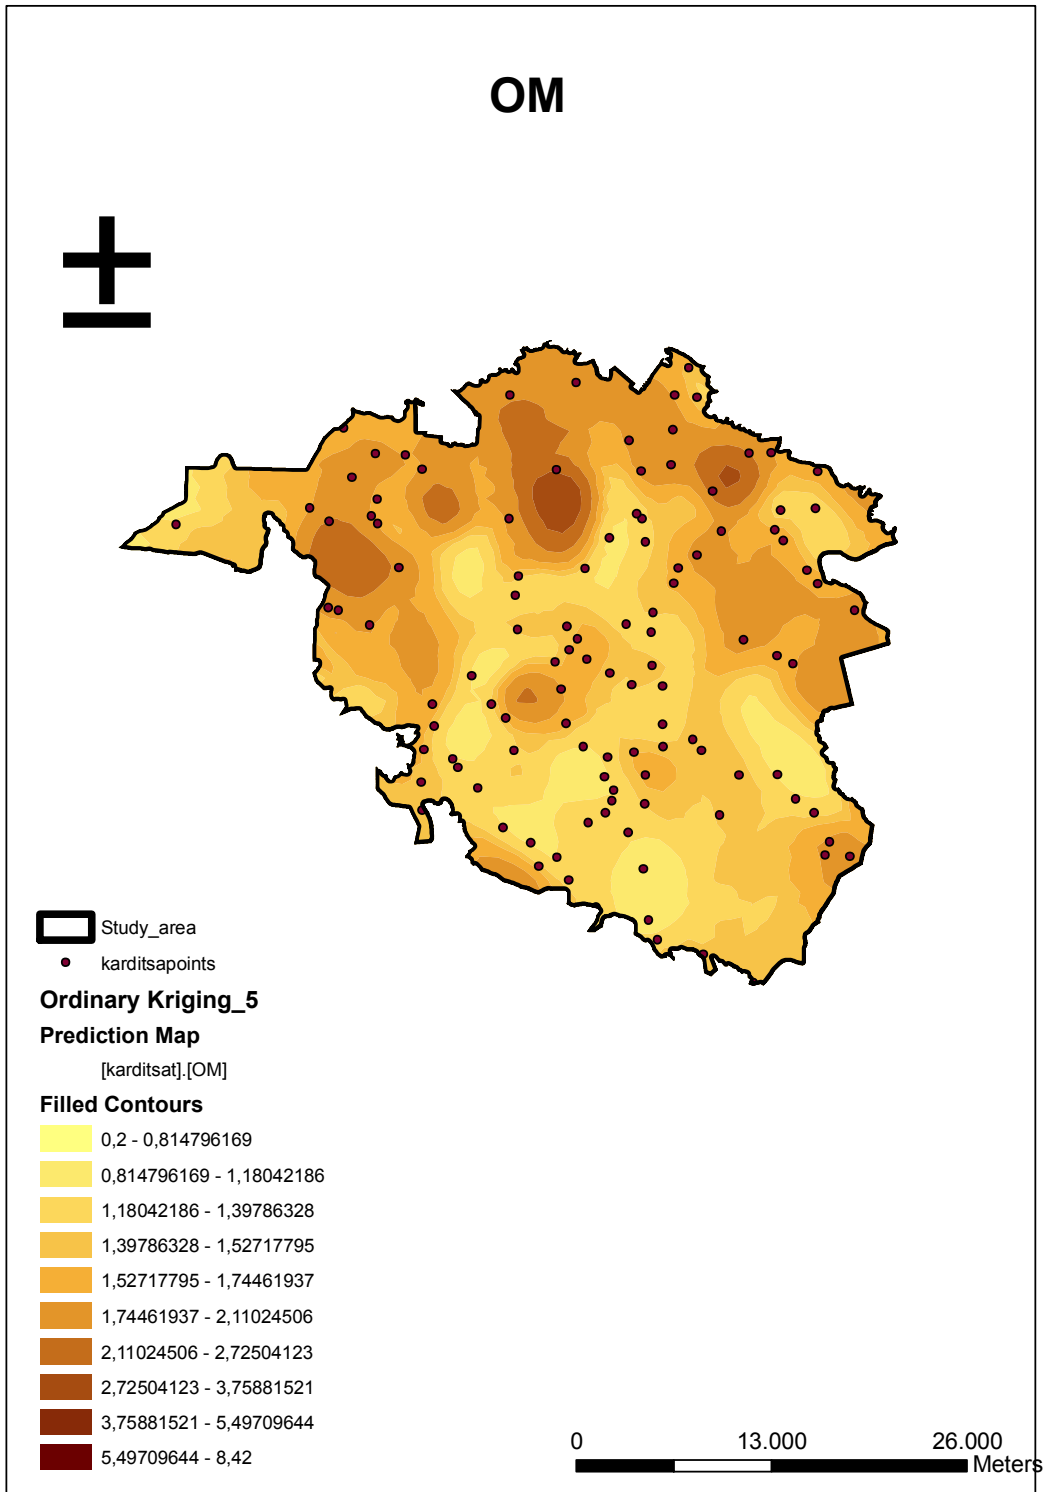 OM
Study_area
karditsapoints
Ordinary Kriging_5
Prediction Map
[karditsat].[OM]
Filled Contours
0,2 - 0,814796169
0,814796169 - 1,18042186
1,18042186 - 1,39786328
1,39786328 - 1,52717795
1,52717795 - 1,74461937
1,74461937 - 2,11024506
2,11024506 - 2,72504123
2,72504123 - 3,75881521
3,75881521 - 5,49709644
5,49709644 - 8,42
0 13.000 26.000
Meters